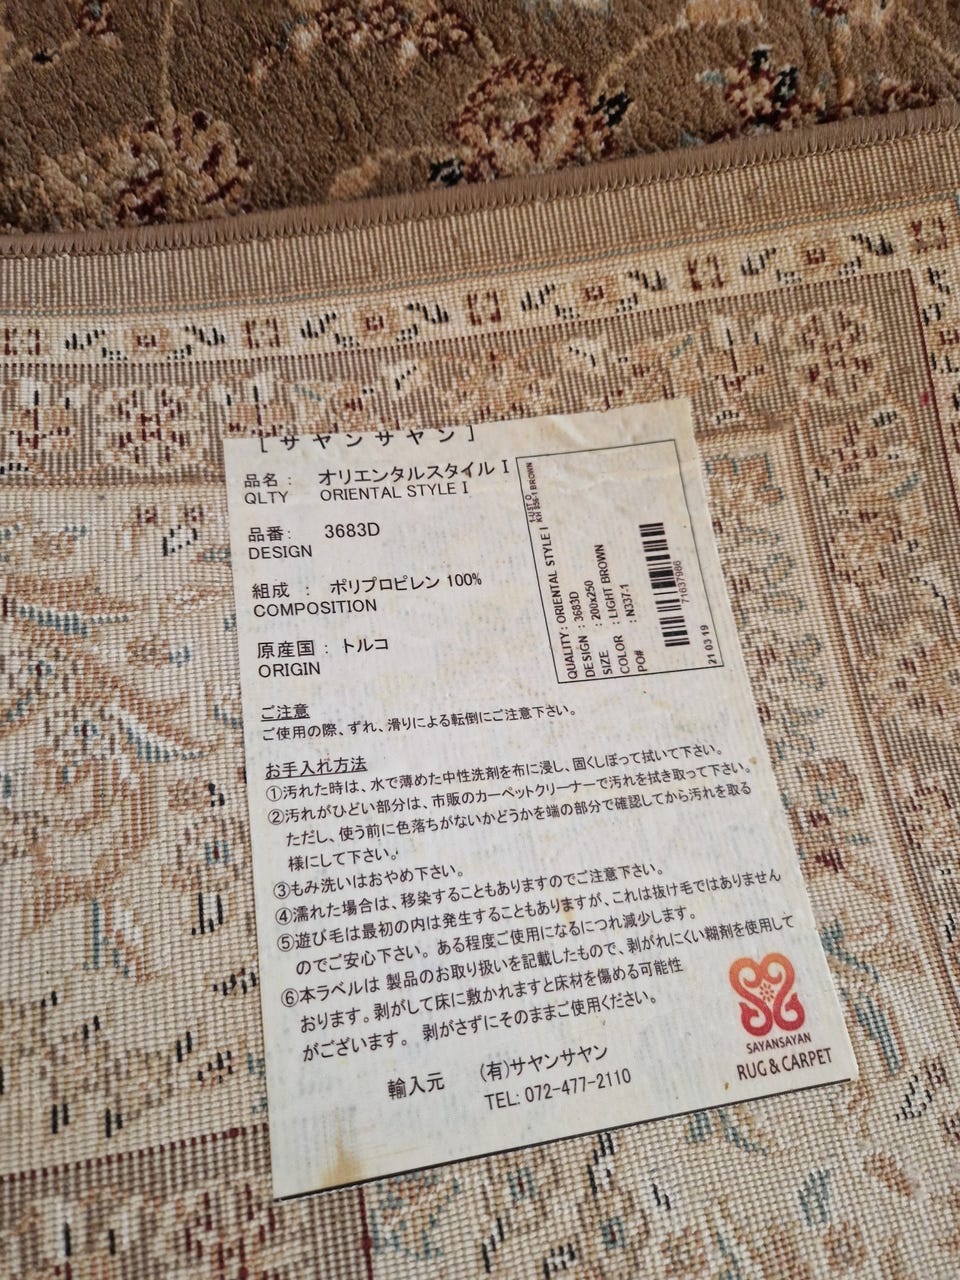 [サヤンサヤン]
品名： オリエンタルスタイル I
QLTY ORIENTAL STYLE I
品番: 3683D
DESIGN
組成 ： ポリプロピレン 100%
COMPOSITION
原産国 ： トルコ
ORIGIN
QUALITY : ORIENTAL STYLE I
DESIGN : 3683D
SIZE : 200x250
COLOR : LIGHT BROWN
PO# : N337-1
71637986
21 03 19
ご注意
ご使用の際、ずれ、滑りによる転倒にご注意下さい。
お手入れ方法
①汚れた時は、水で薄めた中性洗剤を布に浸し、固くしぼって拭いて下さい。
②汚れがひどい部分は、市販のカーペットクリーナーで汚れを拭き取って下さい。
ただし、使う前に色落ちがないかどうかを端の部分で確認してから汚れを取る
様にして下さい。
③もみ洗いはおやめ下さい。
④濡れた場合は、移染することもありますのでご注意下さい。
⑤遊び毛は最初の内は発生することもありますが、これは抜け毛ではありません
のでご安心下さい。ある程度ご使用になるにつれ減少します。
⑥本ラベルは 製品のお取り扱いを記載したもので、剥がれにくい糊剤を使用して
おります。剥がして床に敷かれますと床材を傷める可能性
がございます。 剥がさずにそのままご使用ください。
輸入元 (有)サヤンサヤン
TEL: 072-477-2110
SAYANSAYAN
RUG & CARPET